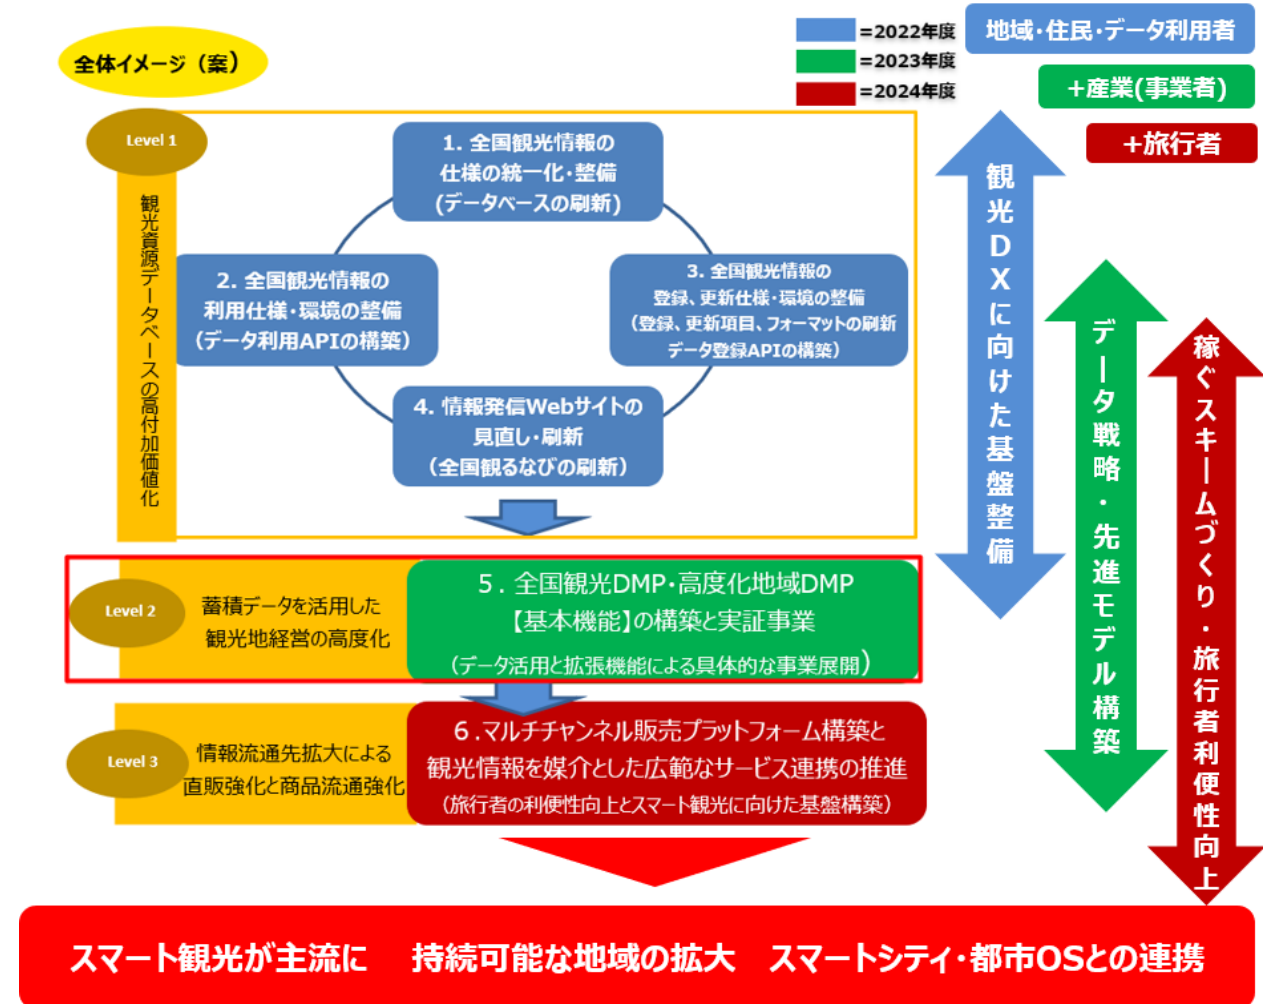 全体イメージ（案）
=2022年度
=2023年度
=2024年度
地域・住民・データ利用者
+産業(事業者)
+旅行者
Level 1
観光資源データベースの高付加価値化
1. 全国観光情報の
仕様の統一化・整備
(データベースの刷新)
2. 全国観光情報の
利用仕様・環境の整備
(データ利用APIの構築)
3. 全国観光情報の
登録、更新仕様・環境の整備
(登録、更新項目、フォーマットの刷新
データ登録APIの構築)
4. 情報発信Webサイトの
見直し・刷新
(全国観るなびの刷新)
Level 2
蓄積データを活用した
観光地経営の高度化
5. 全国観光DMP・高度化地域DMP
【基本機能】の構築と実証事業
(データ活用と拡張機能による具体的な事業展開)
Level 3
情報流通先拡大による
直販強化と商品流通強化
6.マルチチャンネル販売プラットフォーム構築と
観光情報を媒介とした広範なサービス連携の推進
(旅行者の利便性向上とスマート観光に向けた基盤構築)
観光DXに向けた基盤整備
データ戦略・先進モデル構築
稼ぐスキームづくり・旅行者利便性向上
スマート観光が主流に　持続可能な地域の拡大　スマートシティ・都市OSとの連携